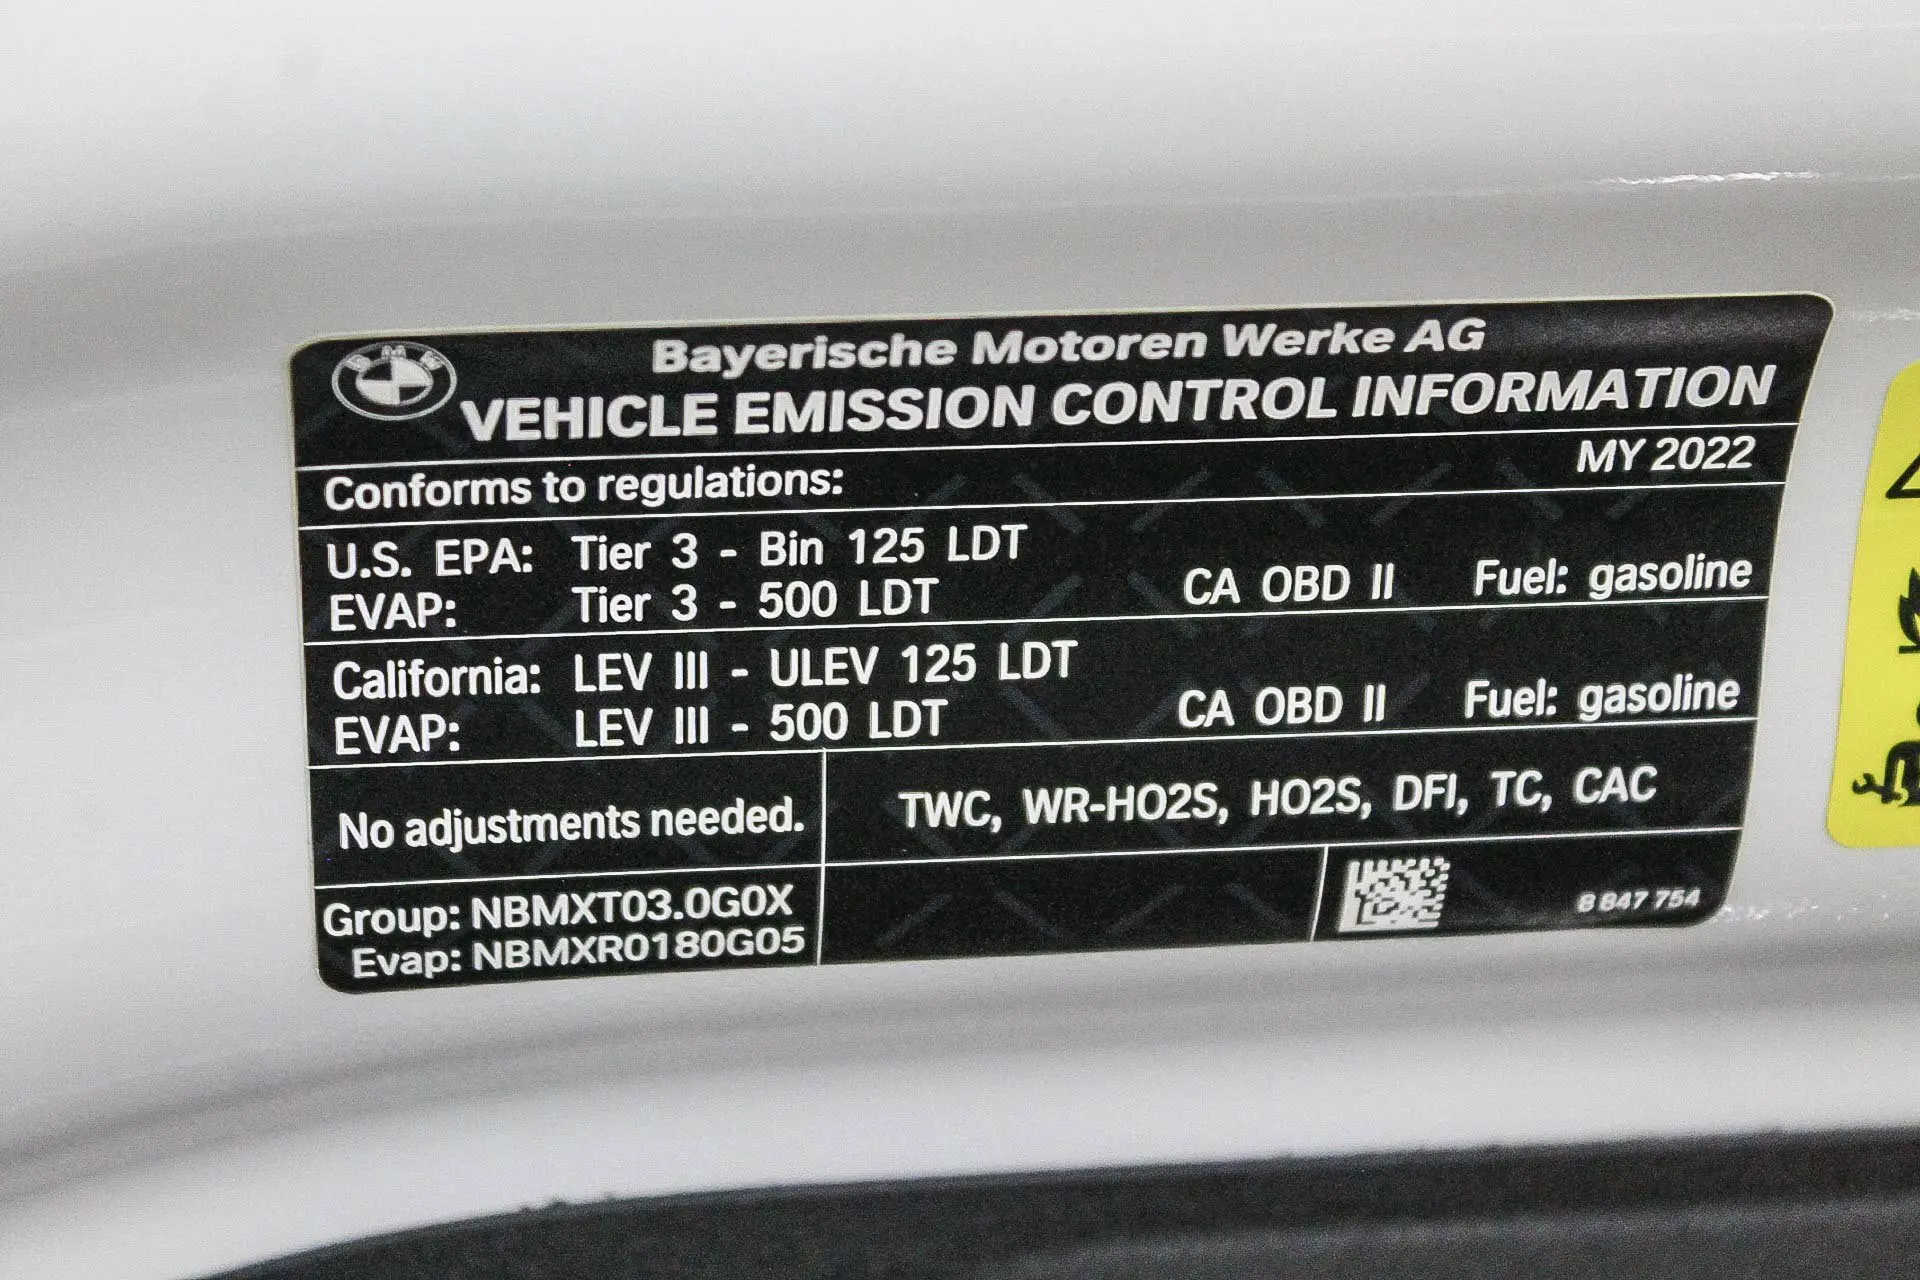 BMW
Bayerische Motoren Werke AG
VEHICLE EMISSION CONTROL INFORMATION
MY 2022
Conforms to regulations:
U.S. EPA: Tier 3 - Bin 125 LDT
EVAP: Tier 3 - 500 LDT CA OBD II Fuel: gasoline
California: LEV III - ULEV 125 LDT
EVAP: LEV III - 500 LDT CA OBD II Fuel: gasoline
No adjustments needed.
TWC, WR-HO2S, HO2S, DFI, TC, CAC
Group: NBMXT03.0G0X
Evap: NBMXR0180G05
8 847 754